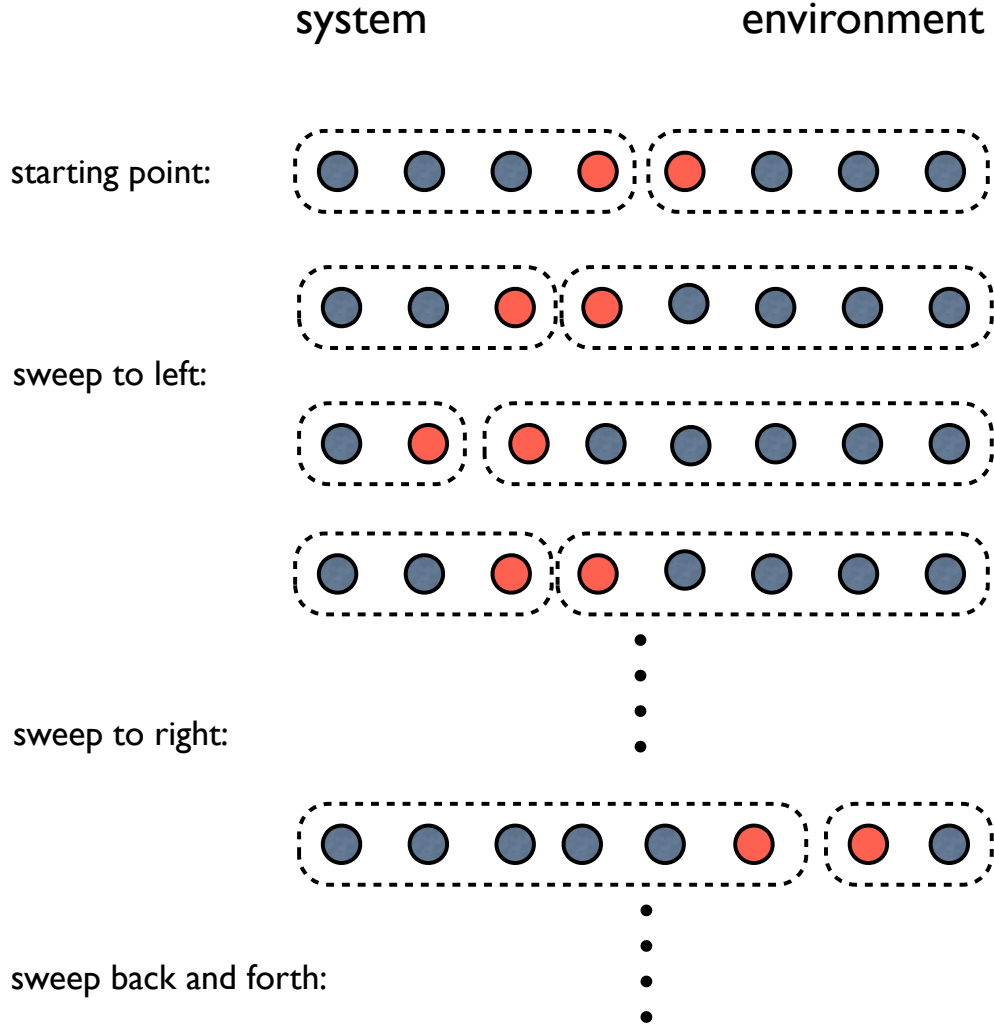 system environment
starting point:
sweep to left:
sweep to right:
sweep back and forth: